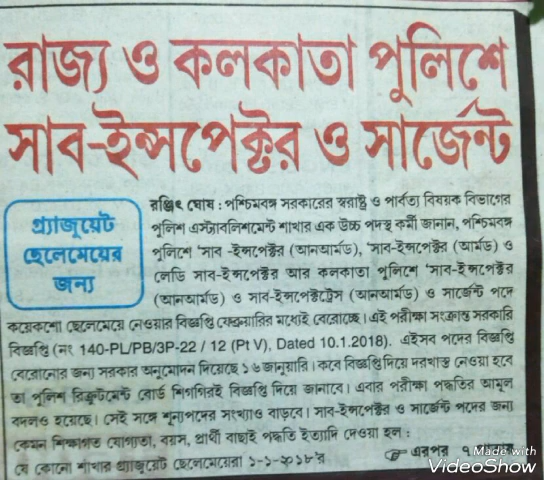 রাজ্য ও কলকাতা পুলিশে
সাব-ইন্সপেক্টর ও সার্জেন্ট
গ্র্যাজুয়েট
ছেলেমেয়ের
জন্য
রঞ্জিৎ ঘোষ : পশ্চিমবঙ্গ সরকারের স্বরাষ্ট্র ও পার্বত্য বিষয়ক বিভাগের
পুলিশ এস্টাবলিশমেন্ট শাখার এক উচ্চ পদস্থ কর্মী জানান, পশ্চিমবঙ্গ
পুলিশে 'সাব-ইন্সপেক্টর (আনআর্মড), 'সাব-ইন্সপেক্টর (আর্মড) ও
লেডি সাব-ইন্সপেক্টর আর কলকাতা পুলিশে 'সাব-ইন্সপেক্টর
(আনআর্মড) ও সাব-ইন্সপেক্ট্রেস (আনআর্মড) ও সার্জেন্ট পদে
কয়েকশো ছেলেমেয়ে নেওয়ার বিজ্ঞপ্তি ফেব্রুয়ারির মধ্যেই বেরোচ্ছে। এই পরীক্ষা সংক্রান্ত সরকারি
বিজ্ঞপ্তি (নং 140-PL/PB/3P-22 / 12 (Pt V), Dated 10.1.2018). এইসব পদের বিজ্ঞপ্তি
বেরোনোর জন্য সরকার অনুমোদন দিয়েছে ১৬ জানুয়ারি। কবে বিজ্ঞপ্তি দিয়ে দরখাস্ত নেওয়া হবে
তা পুলিশ রিক্রুটমেন্ট বোর্ড শিগগিরই বিজ্ঞপ্তি দিয়ে জানাবে। এবার পরীক্ষা পদ্ধতির আমূল
বদলও হয়েছে। সেই সঙ্গে শূন্যপদের সংখ্যাও বাড়বে। সাব-ইন্সপেক্টর ও সার্জেন্ট পদের জন্য
কেমন শিক্ষাগত যোগ্যতা, বয়স, প্রার্থী বাছাই পদ্ধতি ইত্যাদি দেওয়া হল :
যে কোনো শাখার গ্র্যাজুয়েট ছেলেমেয়েরা ১-১-২০১৮'র
এরপর ৭
Made with
VideoShow